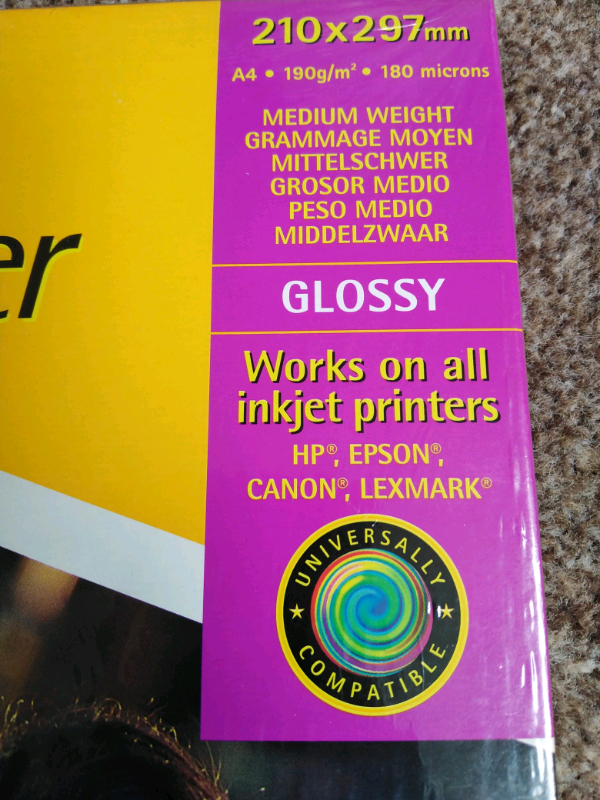 210x297mm
A4 • 190g/m² • 180 microns
MEDIUM WEIGHT
GRAMMAGE MOYEN
MITTELSCHWER
GROSOR MEDIO
PESO MEDIO
MIDDELZWAAR
er
GLOSSY
Works on all
inkjet printers
HP®, EPSON®,
CANON®, LEXMARK®
UNIVERSALLY
COMPATIBLE